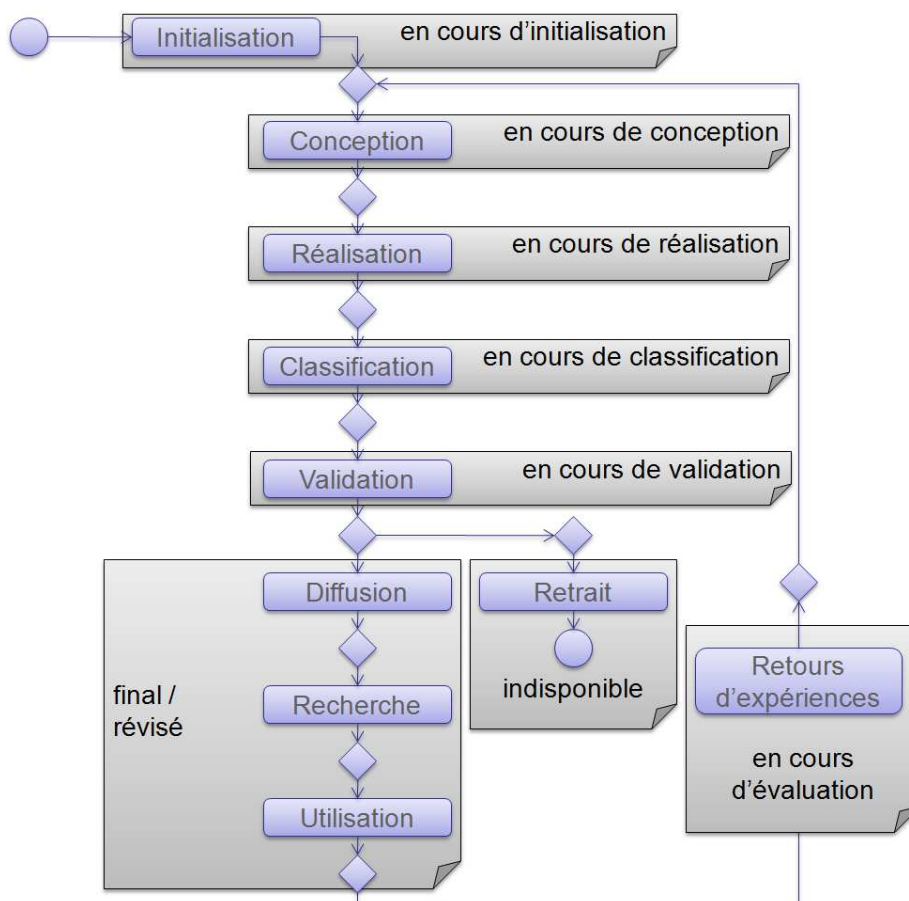 Initialisation
en cours d'initialisation
Conception
en cours de conception
Réalisation
en cours de réalisation
Classification
en cours de classification
Validation
en cours de validation
Diffusion
Retrait
indisponible
final /
révisé
Recherche
Utilisation
Retours
d'expériences
en cours
d'évaluation